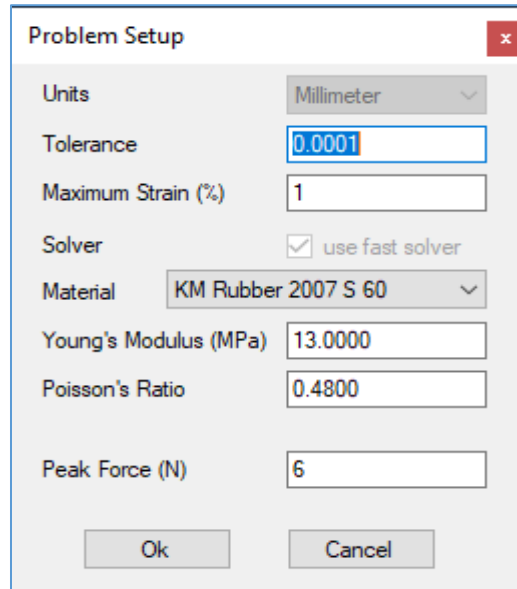 Problem Setup x
Units Millimeter
Tolerance 0.0001
Maximum Strain (%) 1
Solver use fast solver
Material KM Rubber 2007 S 60
Young's Modulus (MPa) 13.0000
Poisson's Ratio 0.4800
Peak Force (N) 6
Ok Cancel